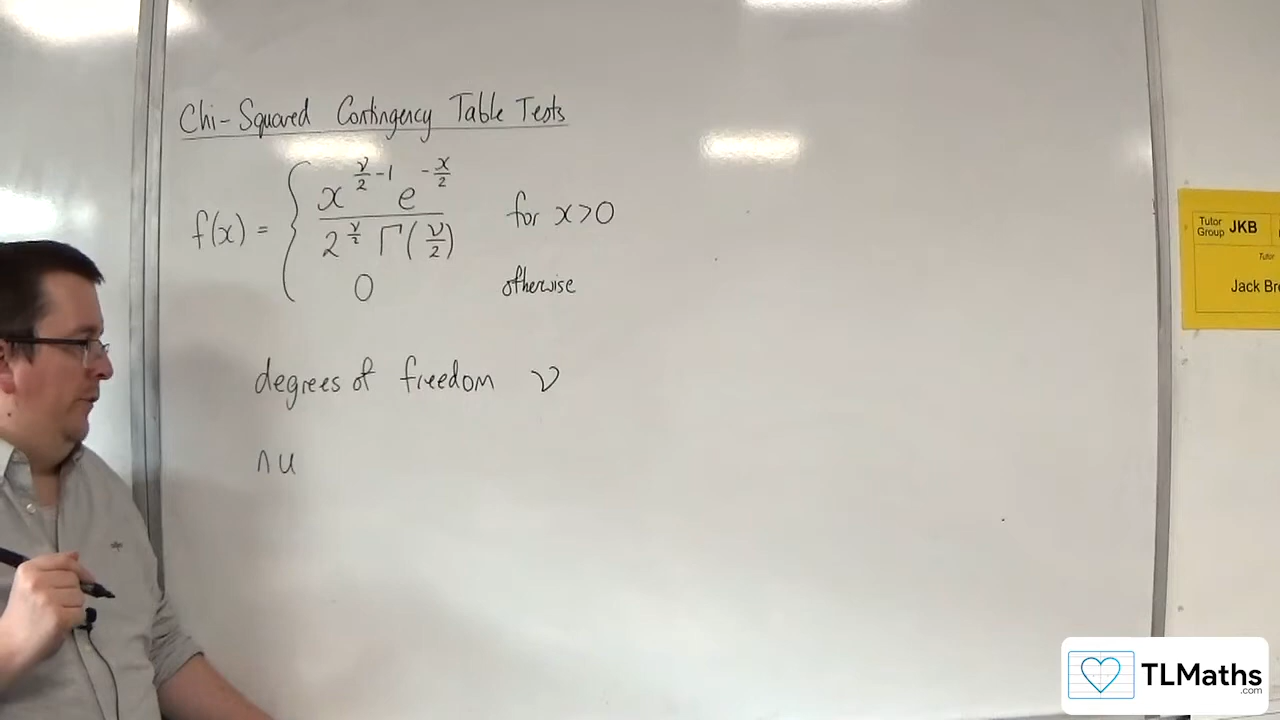 Chi-Squared Contingency Table Tests
f(x) = { x^(ν/2 -1) e^(-x/2) / 2^(ν/2) Γ(ν/2) for x>0
0 otherwise
degrees of freedom ν
nu
Tutor Group JKB
Tutor
Jack
TLMaths
.com